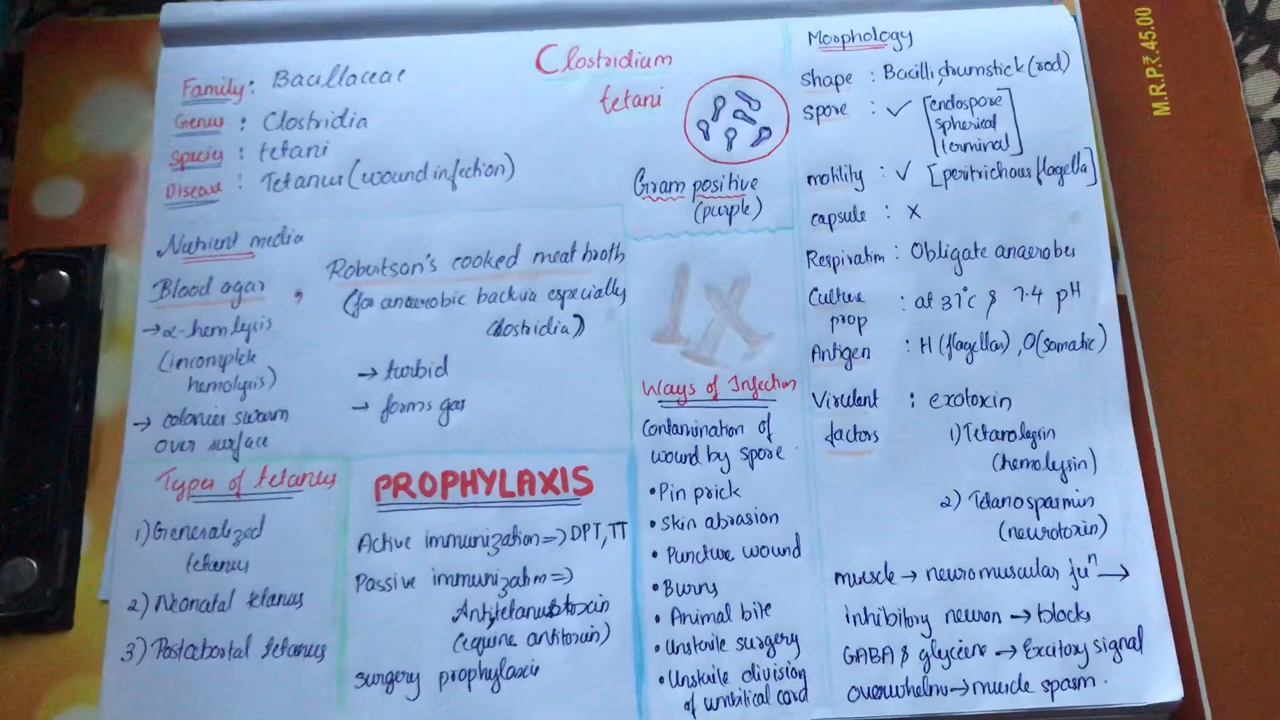 Clostridium
tetani
Family : Bacillaceae
Genus : Clostridia
Species : tetani
Disease : Tetanus (wound infection)
Gram positive
(purple)
Nutrient media
Blood agar ,
→ α-hemlysis
(incomplete
hemolysis)
→ colonies swarm
over surface
Robertson's cooked meat broth
(for anaerobic bactria especially
clostridia)
→ turbid
→ forms gas
Types of tetanus
1) Generalized
tetanus
2) Neonatal tetanus
3) Postabortal tetanus
PROPHYLAXIS
Active immunization => DPT, TT
Passive immunization =>
Antitetanus toxin
(equine antitoxin)
surgery prophylaxis
IX
Ways of Infection
Contamination of
wound by spore
• Pin prick
• Skin abrasion
• Puncture wound
• Burns
• Animal bite
• Unsterile surgery
• Unsterile division
of umbilical cord
Morphology
shape : Bacilli, drumstick (rod)
spore : ✓ [endospore
spherical
terminal]
motility : ✓ [peritrichous flagella]
capsule : X
Respiration : Obligate anaerobes
Culture : at 37°C & 7.4 pH
prop
Antigen : H (flagellar), O (somatic)
Virulent : exotoxin
factors 1) Tetanolysin
(hemolysin)
2) Tetanospasmin
(neurotoxin)
muscle → neuromuscular juⁿ →
inhibitory neuron → blocks
GABA & glycine → Excitory signal
overwhelm → muscle spasm.
M.R.P.₹.45.00